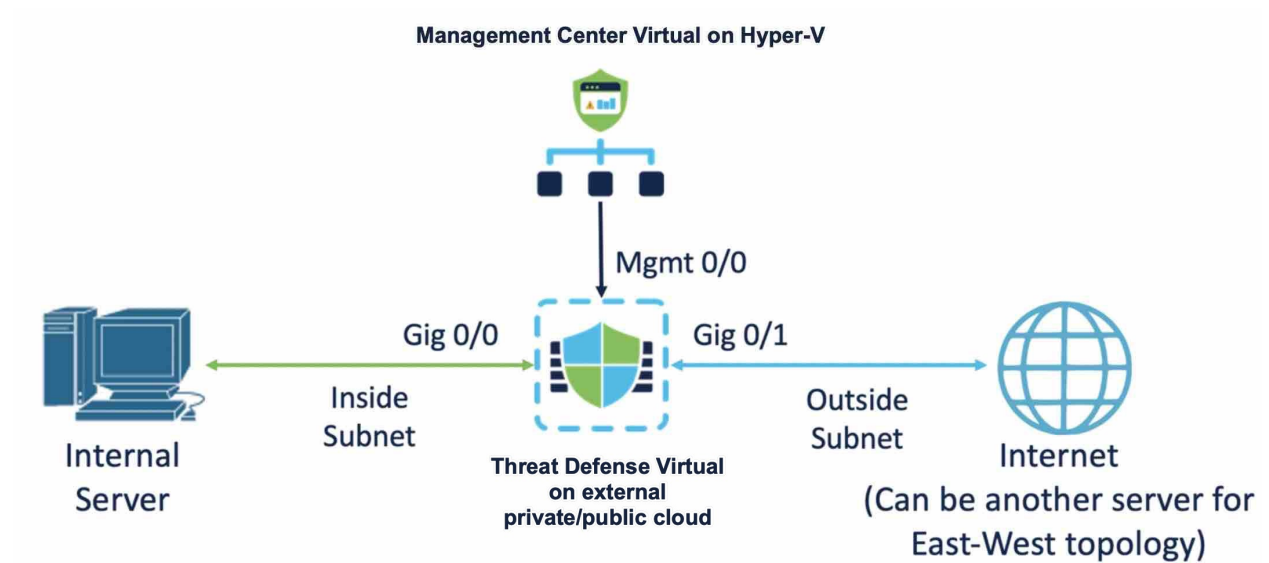 Management Center Virtual on Hyper-V
Mgmt 0/0
Gig 0/0
Gig 0/1
Inside
Subnet
Outside
Subnet
Internal
Server
Threat Defense Virtual
on external
private/public cloud
Internet
(Can be another server for
East-West topology)